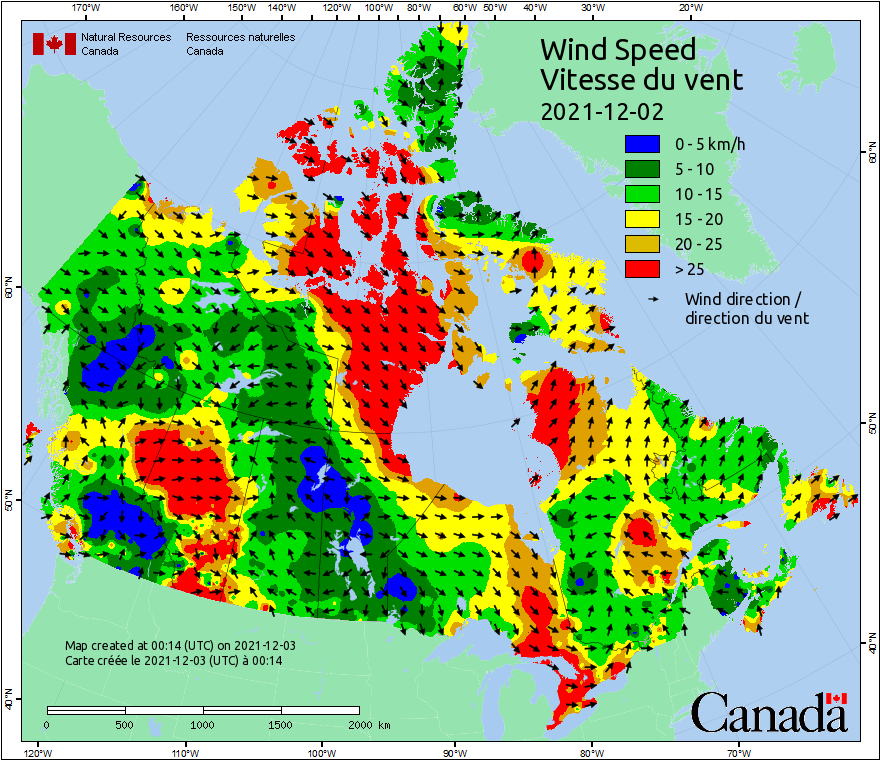 170°W 160°W 150°W 140°W 120°W 100°W 80°W 60°W 50°W 40°W 30°W 20°W
Natural Resources Canada
Ressources naturelles Canada
Wind Speed
Vitesse du vent
2021-12-02
0 - 5 km/h
5 - 10
10 - 15
15 - 20
20 - 25
> 25
Wind direction /
direction du vent
60°N
50°N
40°N
60°N
50°N
40°N
Map created at 00:14 (UTC) on 2021-12-03
Carte créée le 2021-12-03 (UTC) à 00:14
0 500 1000 1500 2000 km
Canada
120°W 110°W 100°W 90°W 80°W 70°W